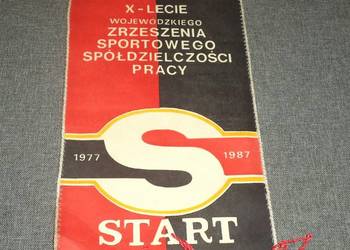 X-LECIE
WOJEWÓDZKIEGO
ZRZESZENIA
SPORTOWEGO
SPÓŁDZIELCZOŚCI
PRACY
S
1977 1987
START